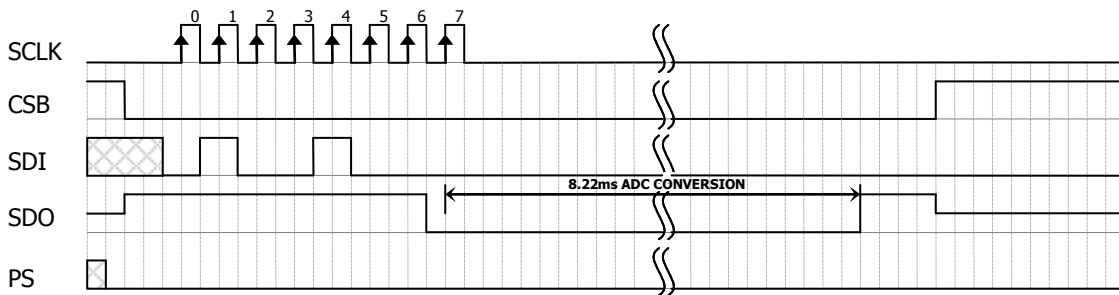 0 1 2 3 4 5 6 7
SCLK
CSB
SDI
8.22ms ADC CONVERSION
SDO
PS